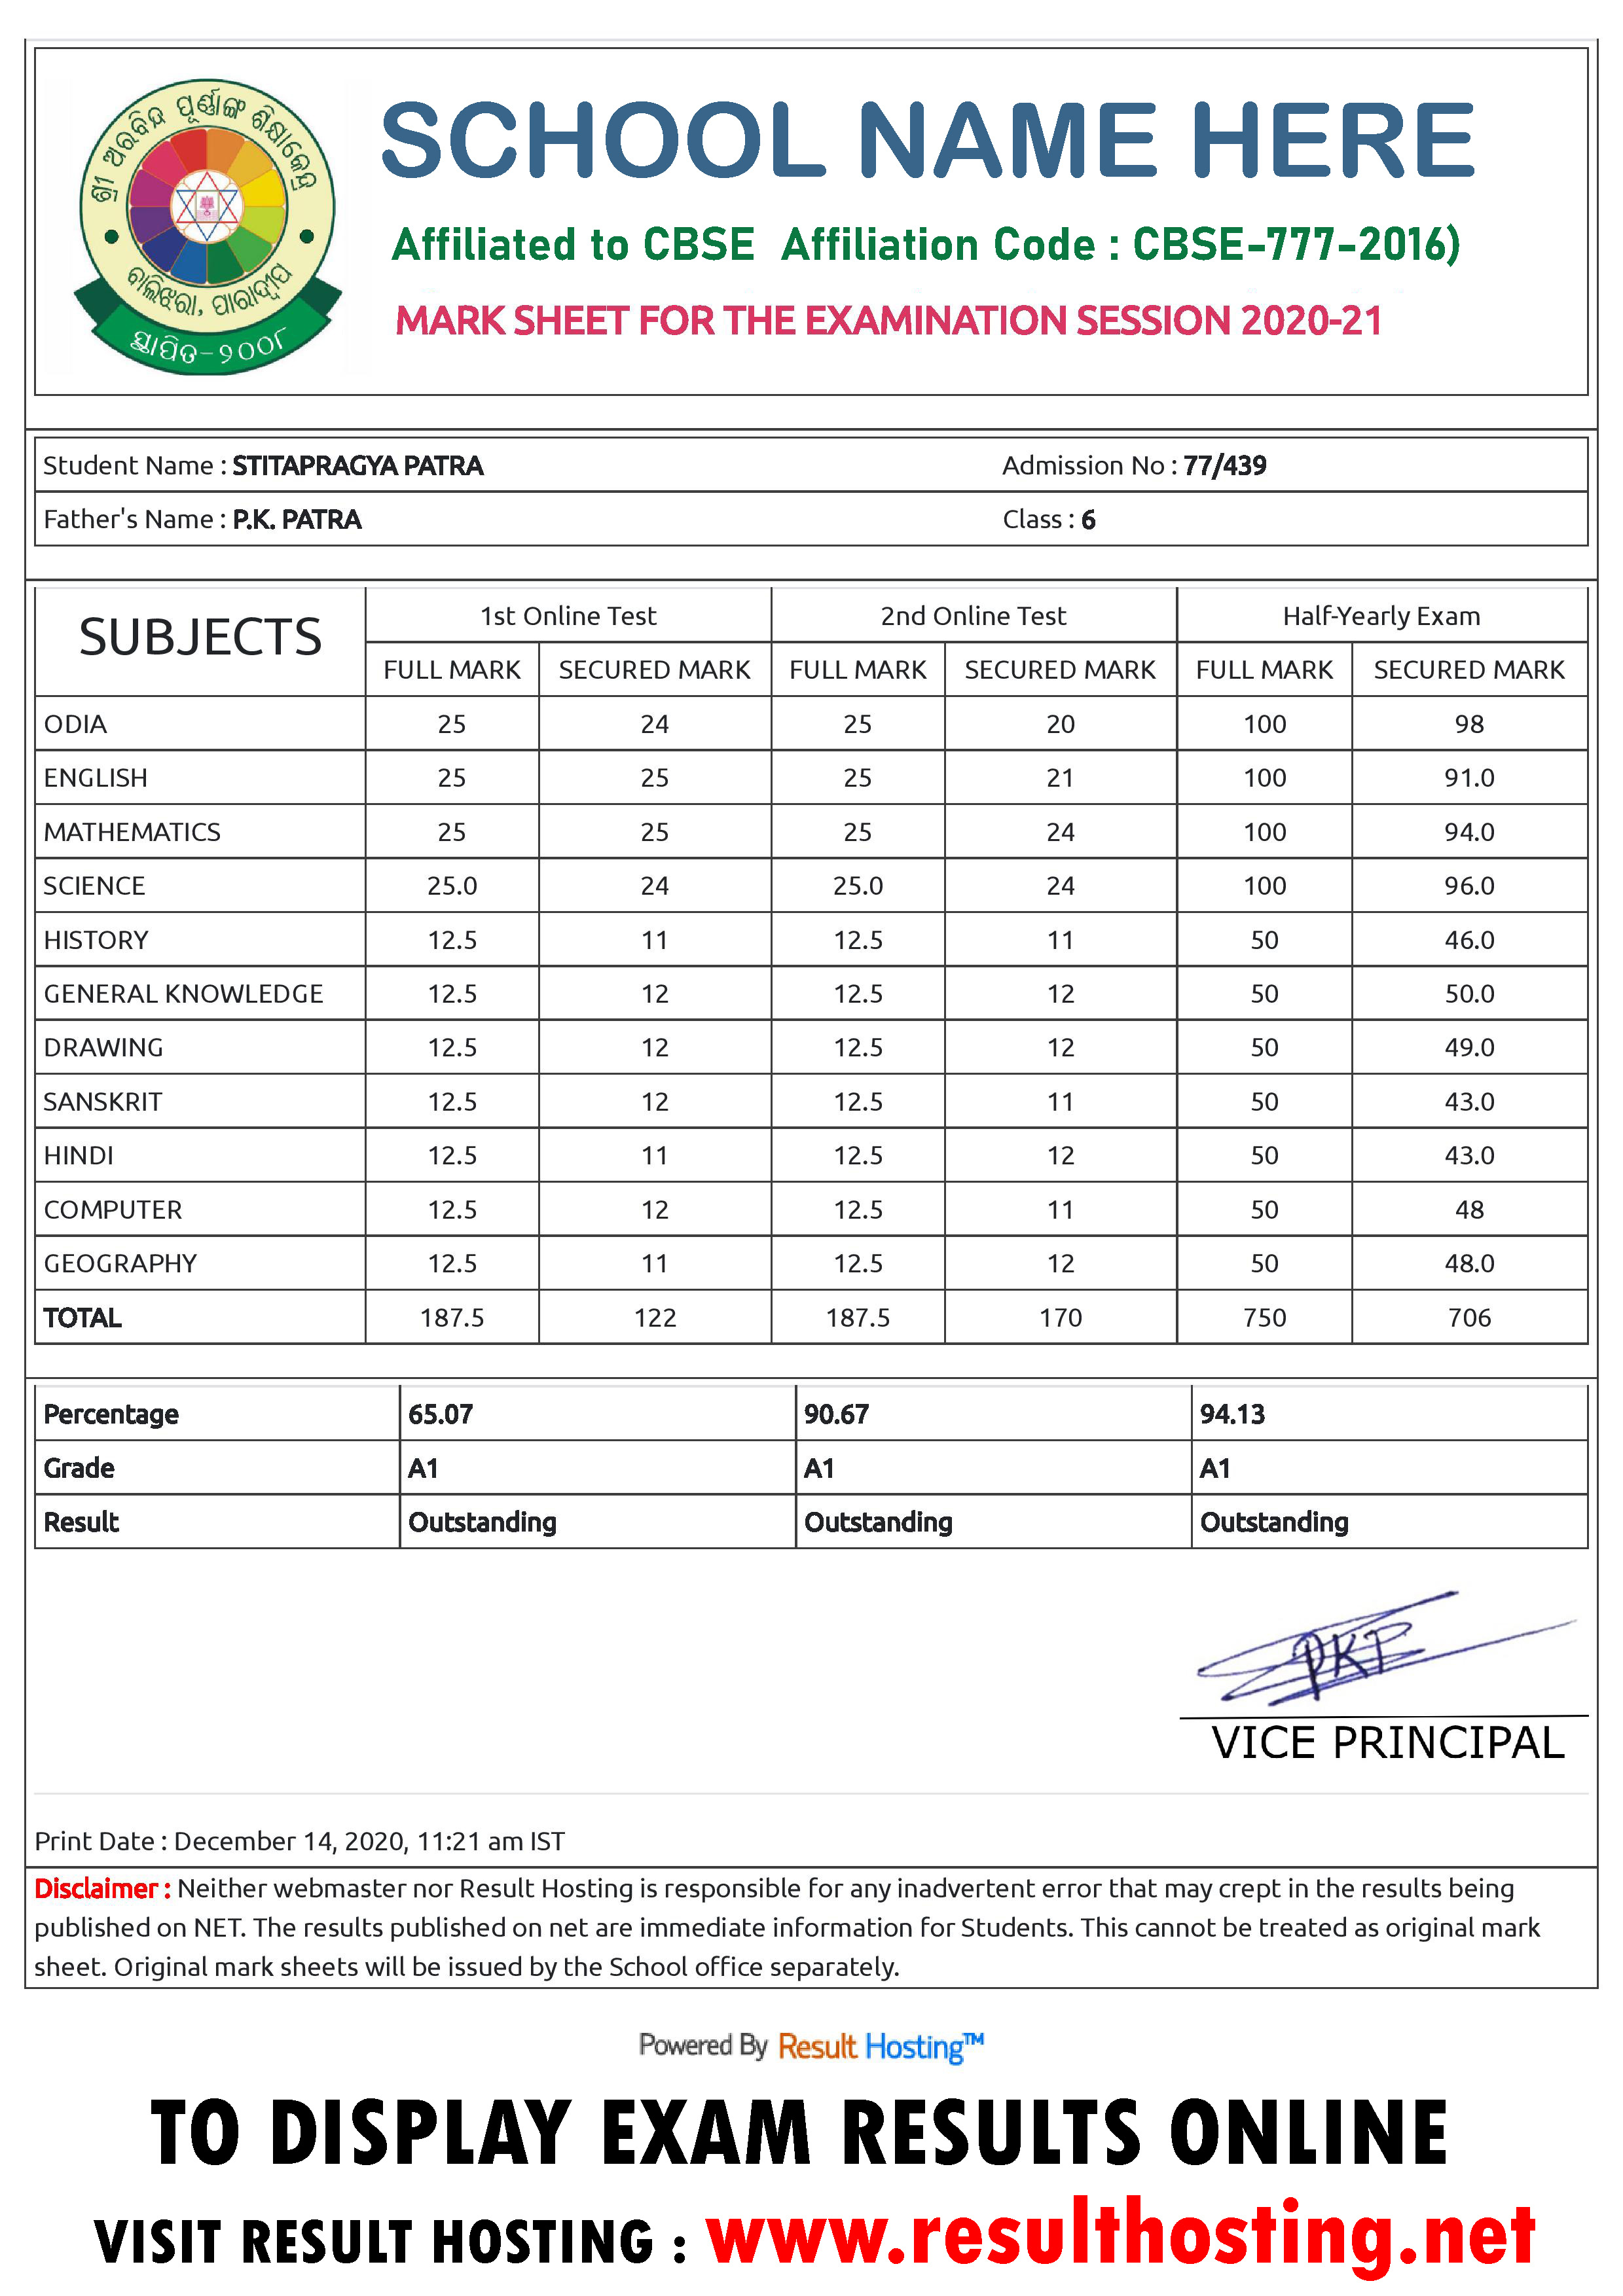 ଶ୍ରୀ ଅରବିନ୍ଦ ପୂର୍ଣ୍ଣାଙ୍ଗ ଶିକ୍ଷାକେନ୍ଦ୍ର
ବାଲିଝରା, ପାରାଦ୍ୀପ
ସ୍ଥାପିତ-୨୦୦୮
SCHOOL NAME HERE
Affiliated to CBSE Affiliation Code : CBSE-777-2016)
MARK SHEET FOR THE EXAMINATION SESSION 2020-21
Student Name : STITAPRAGYA PATRA Admission No : 77/439
Father's Name : P.K. PATRA Class : 6
SUBJECTS 1st Online Test 2nd Online Test Half-Yearly Exam
FULL MARK SECURED MARK FULL MARK SECURED MARK FULL MARK SECURED MARK
ODIA 25 24 25 20 100 98
ENGLISH 25 25 25 21 100 91.0
MATHEMATICS 25 25 25 24 100 94.0
SCIENCE 25.0 24 25.0 24 100 96.0
HISTORY 12.5 11 12.5 11 50 46.0
GENERAL KNOWLEDGE 12.5 12 12.5 12 50 50.0
DRAWING 12.5 12 12.5 12 50 49.0
SANSKRIT 12.5 12 12.5 11 50 43.0
HINDI 12.5 11 12.5 12 50 43.0
COMPUTER 12.5 12 12.5 11 50 48
GEOGRAPHY 12.5 11 12.5 12 50 48.0
TOTAL 187.5 122 187.5 170 750 706
Percentage 65.07 90.67 94.13
Grade A1 A1 A1
Result Outstanding Outstanding Outstanding
PKP
VICE PRINCIPAL
Print Date : December 14, 2020, 11:21 am IST
Disclaimer : Neither webmaster nor Result Hosting is responsible for any inadvertent error that may crept in the results being
published on NET. The results published on net are immediate information for Students. This cannot be treated as original mark
sheet. Original mark sheets will be issued by the School office separately.
Powered By Result Hosting™
TO DISPLAY EXAM RESULTS ONLINE
VISIT RESULT HOSTING : www.resulthosting.net